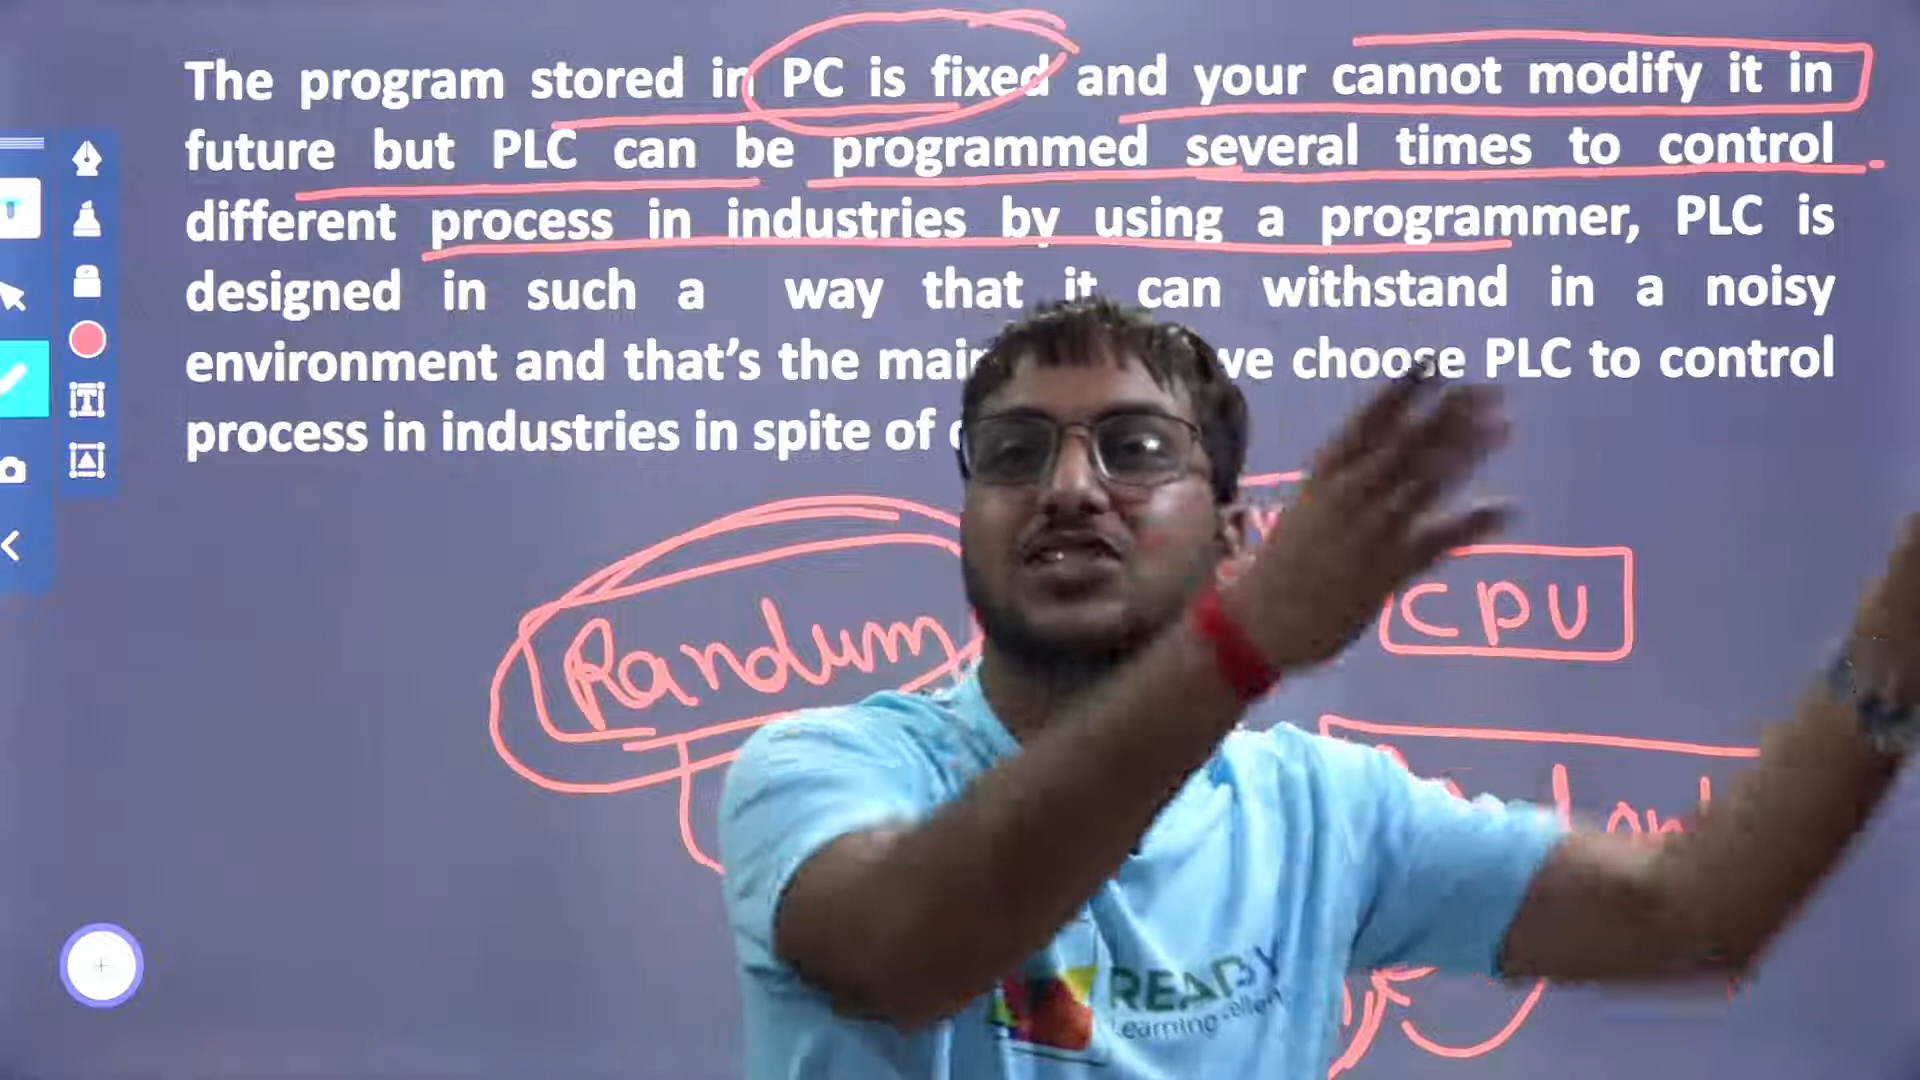 The program stored in PC is fixed and your cannot modify it in
future but PLC can be programmed several times to control
different process in industries by using a programmer, PLC is
designed in such a way that it can withstand in a noisy
environment and that's the main we choose PLC to control
process in industries in spite of
Random
CPU
READY
Learning